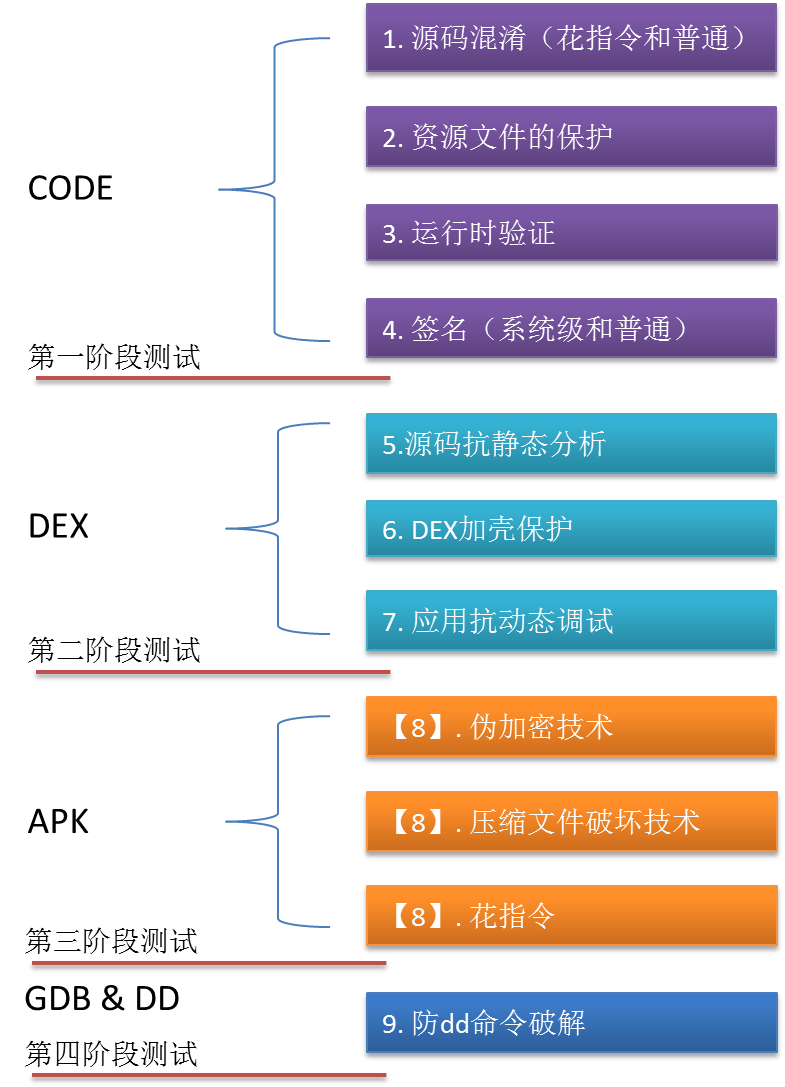 1. 源码混淆（花指令和普通）
2. 资源文件的保护
CODE
3. 运行时验证
4. 签名（系统级和普通）
第一阶段测试
5.源码抗静态分析
DEX
6. DEX加壳保护
7. 应用抗动态调试
第二阶段测试
【8】. 伪加密技术
APK
【8】. 压缩文件破坏技术
【8】. 花指令
第三阶段测试
GDB & DD
9. 防dd命令破解
第四阶段测试